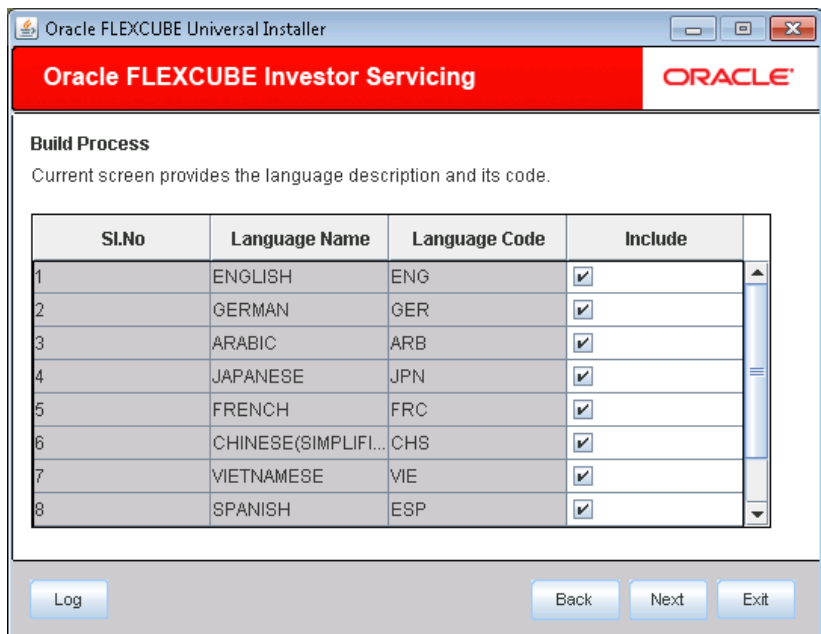 Oracle FLEXCUBE Universal Installer
Oracle FLEXCUBE Investor Servicing
ORACLE
Build Process
Current screen provides the language description and its code.
Sl.No Language Name Language Code Include
1 ENGLISH ENG
2 GERMAN GER
3 ARABIC ARB
4 JAPANESE JPN
5 FRENCH FRC
6 CHINESE(SIMPLIFI... CHS
7 VIETNAMESE VIE
8 SPANISH ESP
Log Back Next Exit